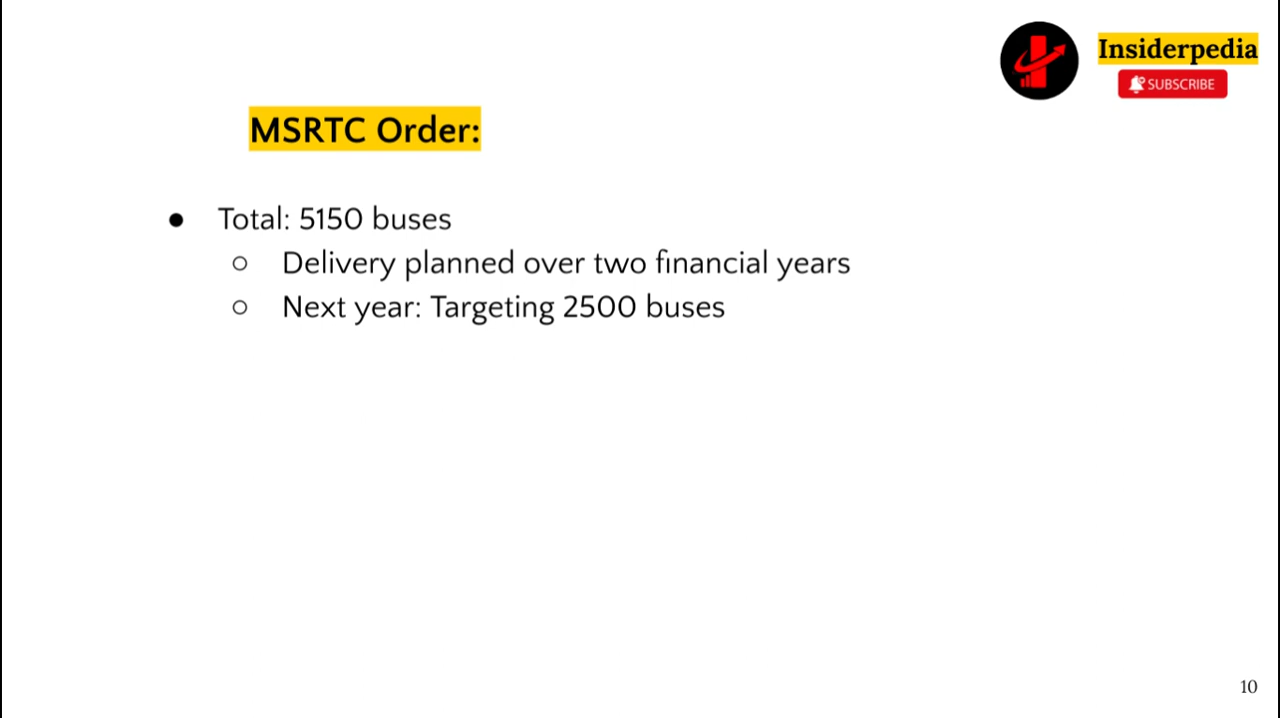 Insiderpedia
SUBSCRIBE
MSRTC Order:
● Total: 5150 buses
○ Delivery planned over two financial years
○ Next year: Targeting 2500 buses
10